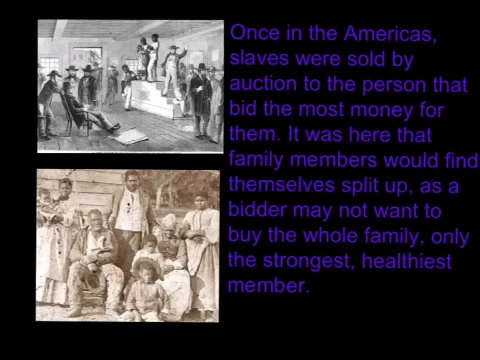 Once in the Americas,
slaves were sold by
auction to the person that
bid the most money for
them. It was here that
family members would find
themselves split up, as a
bidder may not want to
buy the whole family, only
the strongest, healthiest
member.